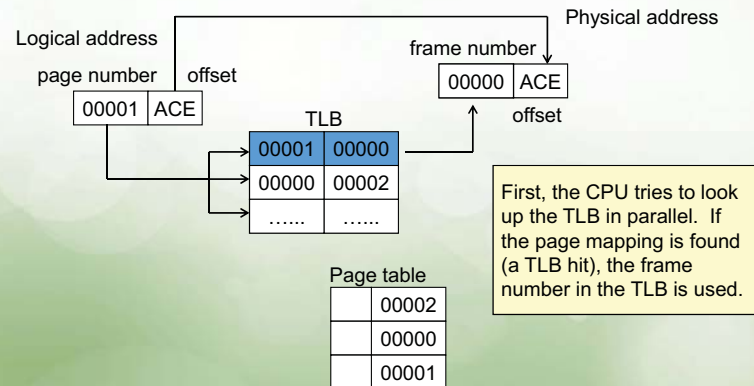 Logical address
Physical address
page number offset
frame number
00001 ACE
00000 ACE
offset
TLB
00001 00000
00000 00002
…... …...
First, the CPU tries to look
up the TLB in parallel. If
the page mapping is found
(a TLB hit), the frame
number in the TLB is used.
Page table
00002
00000
00001